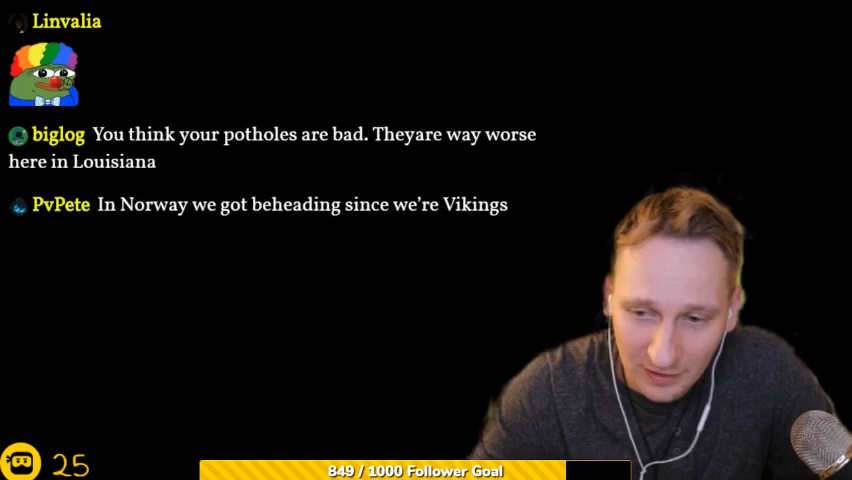 Linvalia
biglog You think your potholes are bad. Theyare way worse
here in Louisiana
PvPete In Norway we got beheading since we're Vikings
25
849 / 1000 Follower Goal